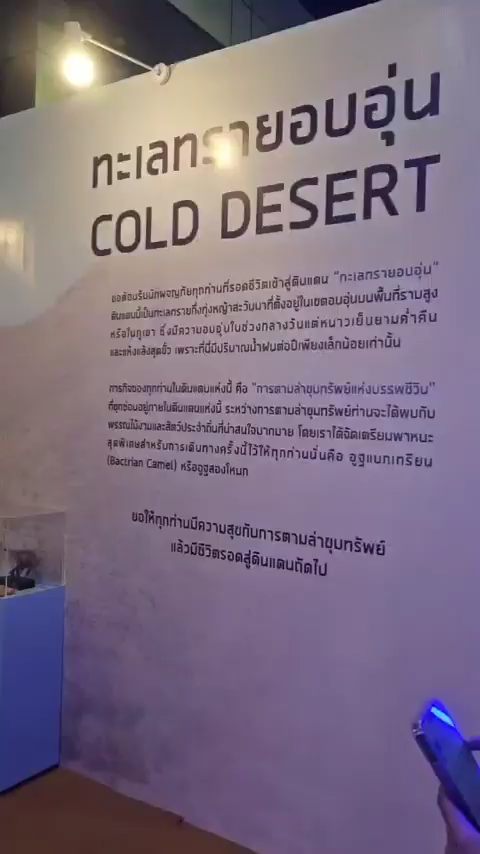 ทะเลทรายอบอุ่น
COLD DESERT
ขอต้อนรับนักผจญภัยทุกท่านที่รอดชีวิตเข้าสู่ดินแดน "ทะเลทรายอบอุ่น"
ดินแดนนี้เป็นทะเลทรายกึ่งทุ่งหญ้าสะวันนาที่ตั้งอยู่ในเขตอบอุ่นบนพื้นที่ราบสูง
หรือในภูเขา ซึ่งมีความอบอุ่นในช่วงกลางวันแต่หนาวเย็นยามค่ำคืน
และแห้งแล้งสุดขั้ว เพราะที่นี่มีปริมาณน้ำฝนต่อปีเพียงเล็กน้อยเท่านั้น
ภารกิจของทุกท่านในดินแดนแห่งนี้ คือ "การตามล่าขุมทรัพย์แห่งบรรพชีวิน"
ที่ซุกซ่อนอยู่ภายในดินแดนแห่งนี้ ระหว่างการตามล่าขุมทรัพย์ท่านจะได้พบกับ
พรรณไม้งามและสัตว์ประจำถิ่นที่น่าสนใจมากมาย โดยเราได้จัดเตรียมพาหนะ
สุดพิเศษสำหรับการเดินทางครั้งนี้ไว้ให้ทุกท่านนั่นคือ อูฐแบกเทรียน
(Bactrian Camel) หรืออูฐสองโหนก
ขอให้ทุกท่านมีความสุขกับการตามล่าขุมทรัพย์
แล้วมีชีวิตรอดสู่ดินแดนถัดไป